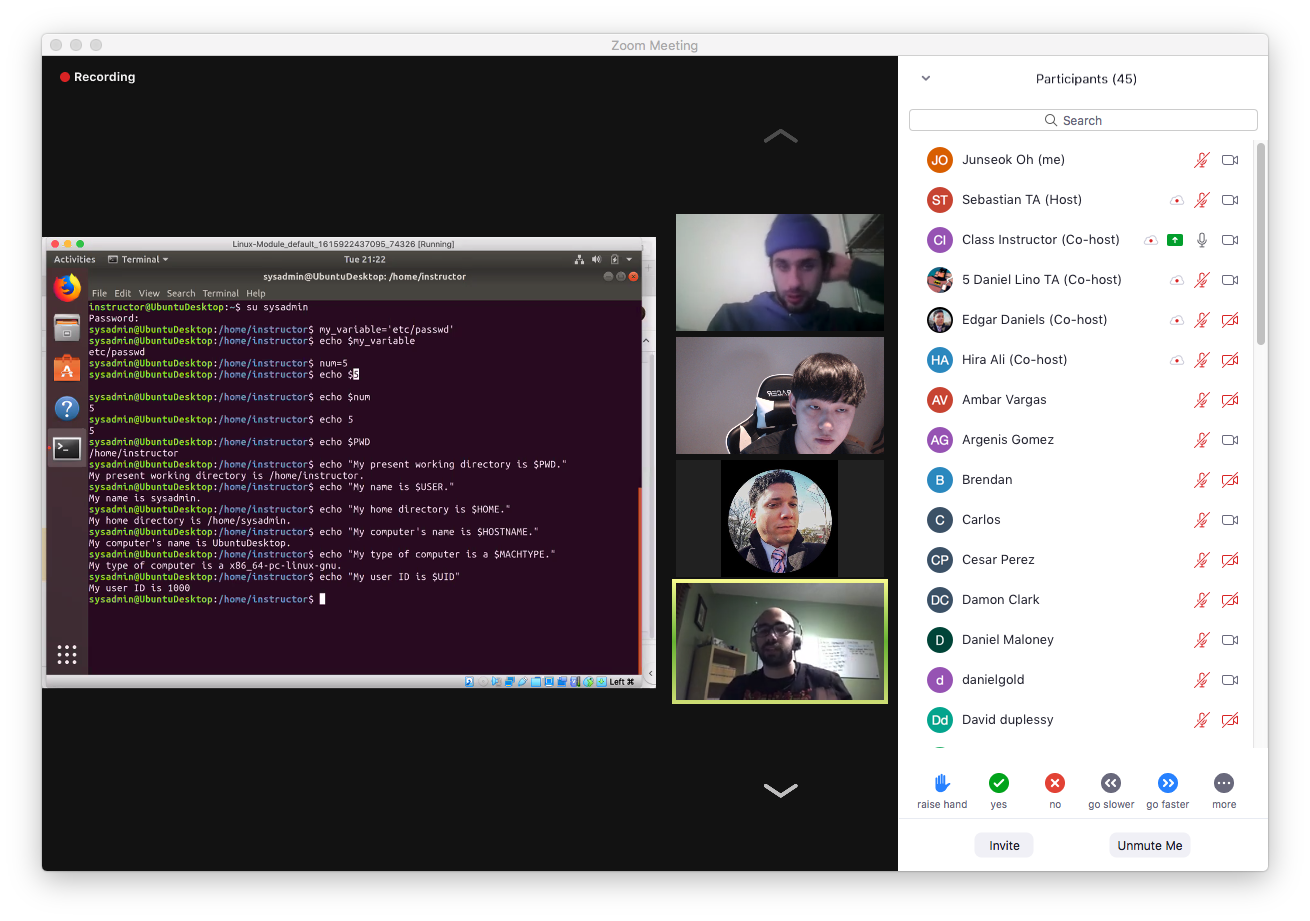 Zoom Meeting
Recording
Linux-Module_default_1615922437095_74326 [Running]
Activities Terminal Tue 21:22
sysadmin@UbuntuDesktop: /home/instructor
File Edit View Search Terminal Help
instructor@UbuntuDesktop:~$ su sysadmin
Password:
sysadmin@UbuntuDesktop:/home/instructor$ my_variable='etc/passwd'
sysadmin@UbuntuDesktop:/home/instructor$ echo $my_variable
etc/passwd
sysadmin@UbuntuDesktop:/home/instructor$ num=5
sysadmin@UbuntuDesktop:/home/instructor$ echo $5
sysadmin@UbuntuDesktop:/home/instructor$ echo $num
5
sysadmin@UbuntuDesktop:/home/instructor$ echo 5
5
sysadmin@UbuntuDesktop:/home/instructor$ echo $PWD
/home/instructor
sysadmin@UbuntuDesktop:/home/instructor$ echo "My present working directory is $PWD."
My present working directory is /home/instructor.
sysadmin@UbuntuDesktop:/home/instructor$ echo "My name is $USER."
My name is sysadmin.
sysadmin@UbuntuDesktop:/home/instructor$ echo "My home directory is $HOME."
My home directory is /home/sysadmin.
sysadmin@UbuntuDesktop:/home/instructor$ echo "My computer's name is $HOSTNAME."
My computer's name is UbuntuDesktop.
sysadmin@UbuntuDesktop:/home/instructor$ echo "My type of computer is a $MACHTYPE."
My type of computer is a x86_64-pc-linux-gnu.
sysadmin@UbuntuDesktop:/home/instructor$ echo "My user ID is $UID"
My user ID is 1000
sysadmin@UbuntuDesktop:/home/instructor$
Left ⌘
Participants (45)
Search
JO Junseok Oh (me)
ST Sebastian TA (Host)
CI Class Instructor (Co-host)
5 Daniel Lino TA (Co-host)
Edgar Daniels (Co-host)
HA Hira Ali (Co-host)
AV Ambar Vargas
AG Argenis Gomez
B Brendan
C Carlos
CP Cesar Perez
DC Damon Clark
D Daniel Maloney
d danielgold
Dd David duplessy
raise hand yes no go slower go faster more
Invite Unmute Me